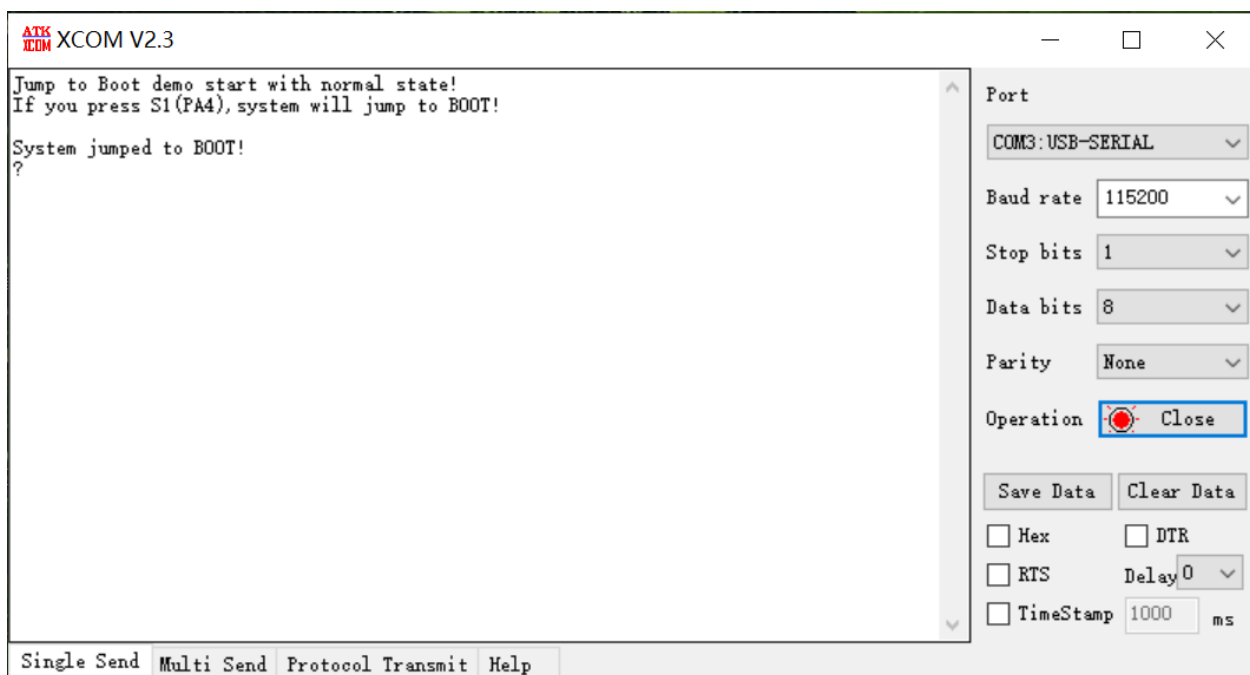 ATK
XCOM XCOM V2.3
Jump to Boot demo start with normal state!
If you press S1(PA4),system will jump to BOOT!
System jumped to BOOT!
?
Port
COM3:USB-SERIAL
Baud rate 115200
Stop bits 1
Data bits 8
Parity None
Operation Close
Save Data Clear Data
Hex DTR
RTS Delay 0
TimeStamp 1000 ms
Single Send Multi Send Protocol Transmit Help